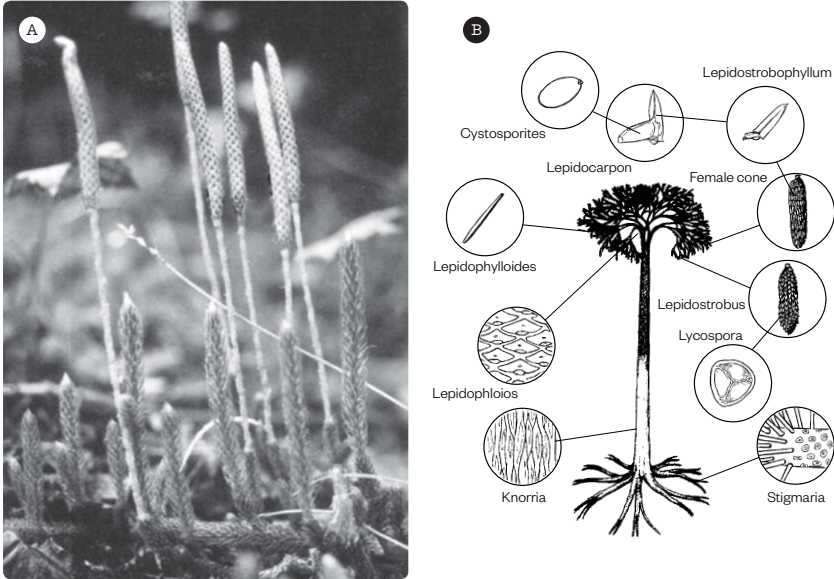 A
B
Lepidostrobophyllum
Cystosporites
Lepidocarpon
Female cone
Lepidophylloides
Lepidostrobus
Lycospora
Lepidophloios
Knorria
Stigmaria